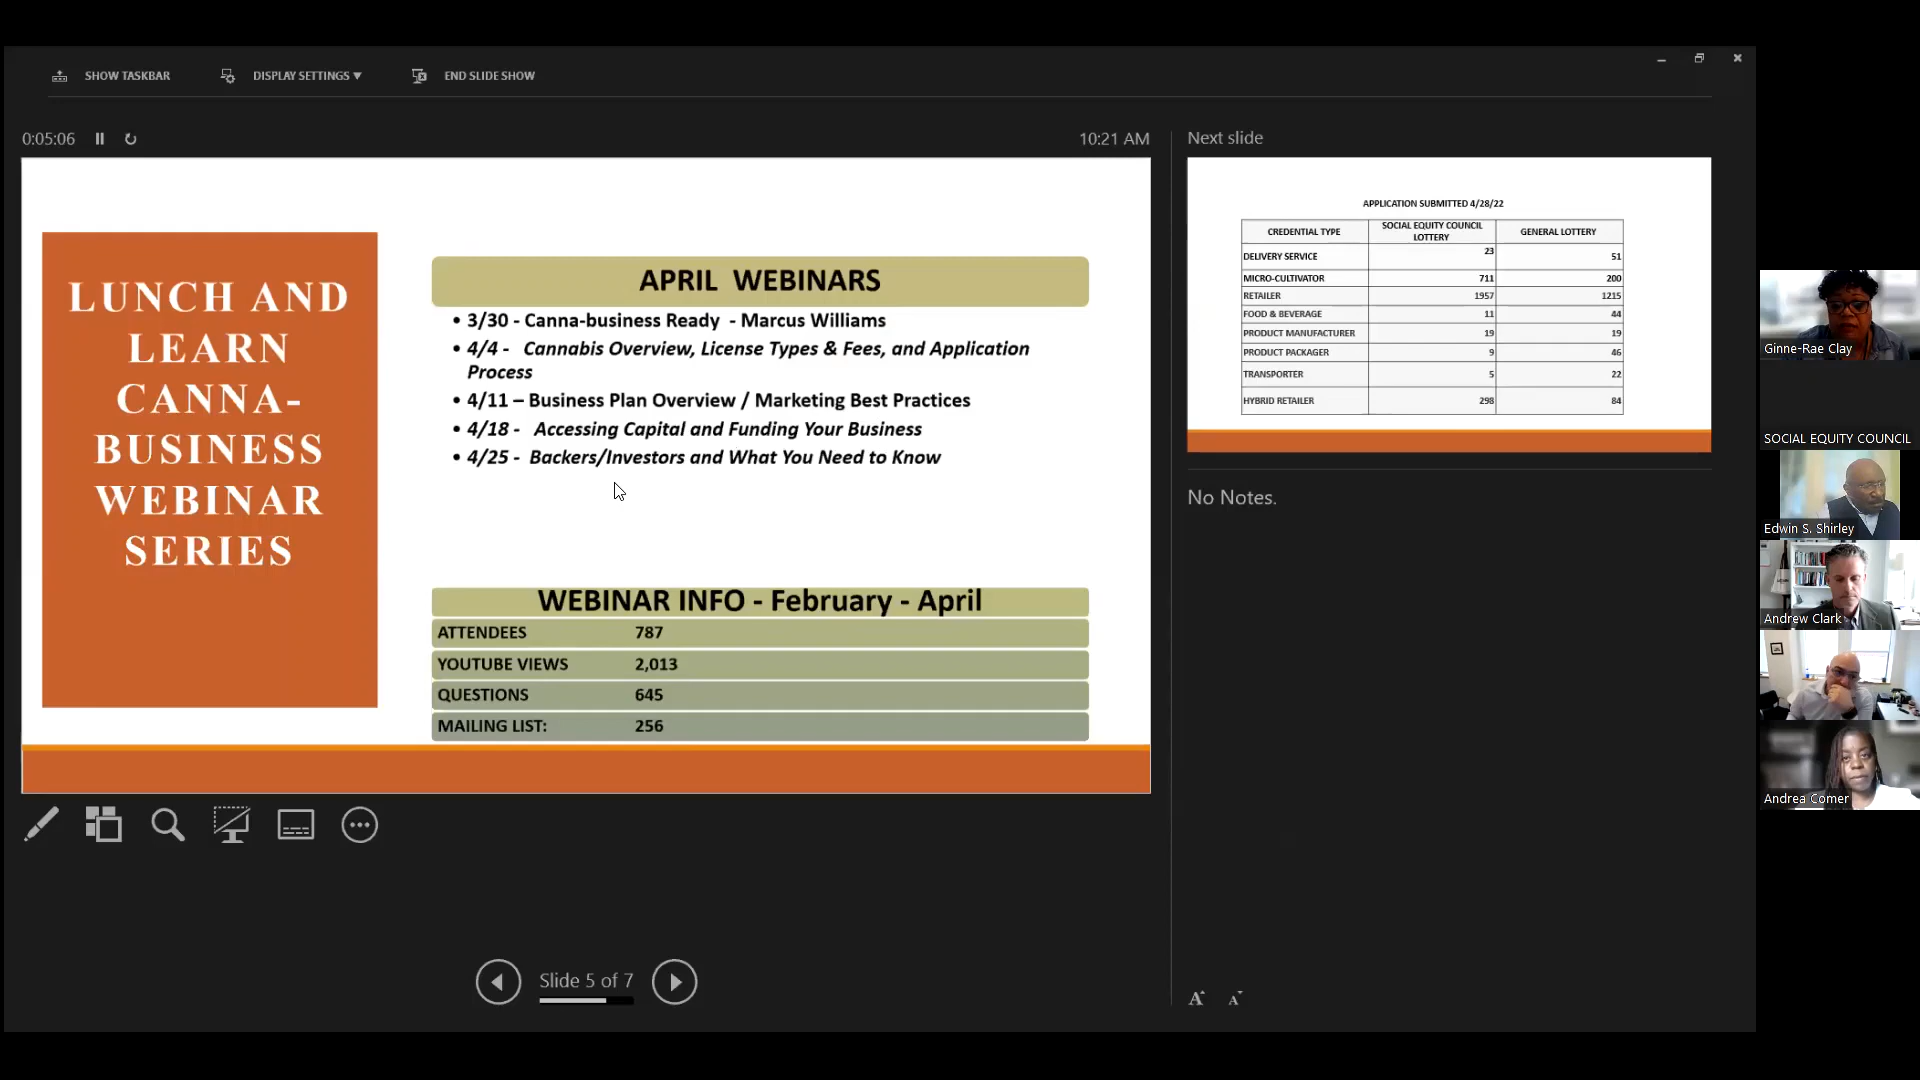 SHOW TASKBAR
DISPLAY SETTINGS ▼
END SLIDE SHOW
0:05:06
10:21 AM
LUNCH AND
LEARN
CANNA-
BUSINESS
WEBINAR
SERIES
APRIL WEBINARS
• 3/30 - Canna-business Ready - Marcus Williams
• 4/4 - Cannabis Overview, License Types & Fees, and Application
Process
• 4/11 – Business Plan Overview / Marketing Best Practices
• 4/18 - Accessing Capital and Funding Your Business
• 4/25 - Backers/Investors and What You Need to Know
WEBINAR INFO - February - April
ATTENDEES 787
YOUTUBE VIEWS 2,013
QUESTIONS 645
MAILING LIST: 256
Slide 5 of 7
Next slide
APPLICATION SUBMITTED 4/28/22
CREDENTIAL TYPE SOCIAL EQUITY COUNCIL LOTTERY GENERAL LOTTERY
DELIVERY SERVICE 23 51
MICRO-CULTIVATOR 711 200
RETAILER 1957 1215
FOOD & BEVERAGE 11 44
PRODUCT MANUFACTURER 19 19
PRODUCT PACKAGER 9 46
TRANSPORTER 5 22
HYBRID RETAILER 298 84
No Notes.
A A
Ginne-Rae Clay
SOCIAL EQUITY COUNCIL
Edwin S. Shirley
Andrew Clark
Andrea Comer